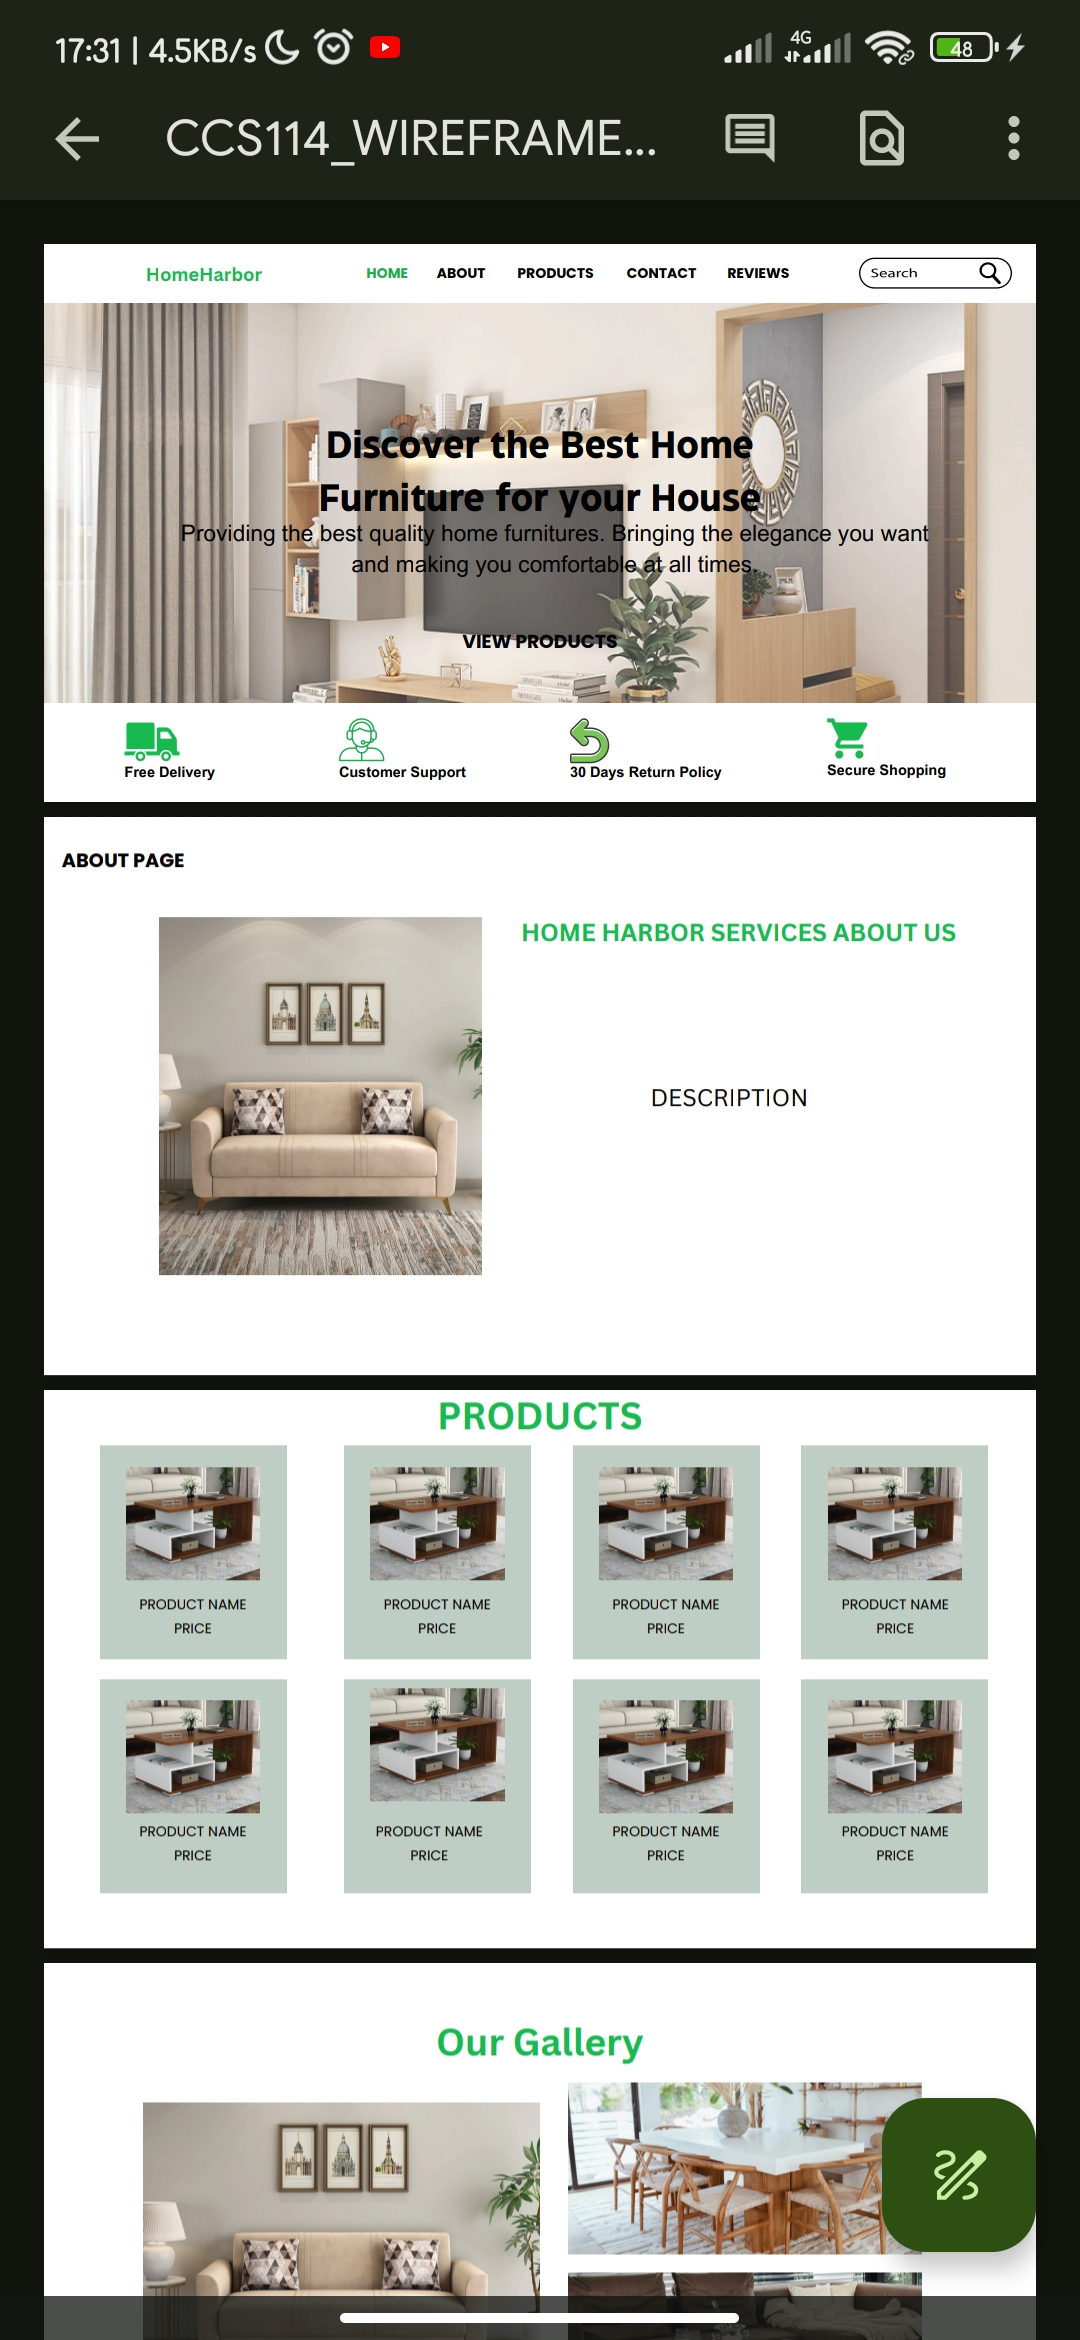 17:31 | 4.5KB/s
4G
48
CCS114_WIREFRAME...
HomeHarbor
HOME ABOUT PRODUCTS CONTACT REVIEWS
Search
Discover the Best Home
Furniture for your House
Providing the best quality home furnitures. Bringing the elegance you want
and making you comfortable at all times.
VIEW PRODUCTS
Free Delivery
Customer Support
30 Days Return Policy
Secure Shopping
ABOUT PAGE
HOME HARBOR SERVICES ABOUT US
DESCRIPTION
PRODUCTS
PRODUCT NAME
PRICE
PRODUCT NAME
PRICE
PRODUCT NAME
PRICE
PRODUCT NAME
PRICE
PRODUCT NAME
PRICE
PRODUCT NAME
PRICE
PRODUCT NAME
PRICE
PRODUCT NAME
PRICE
Our Gallery